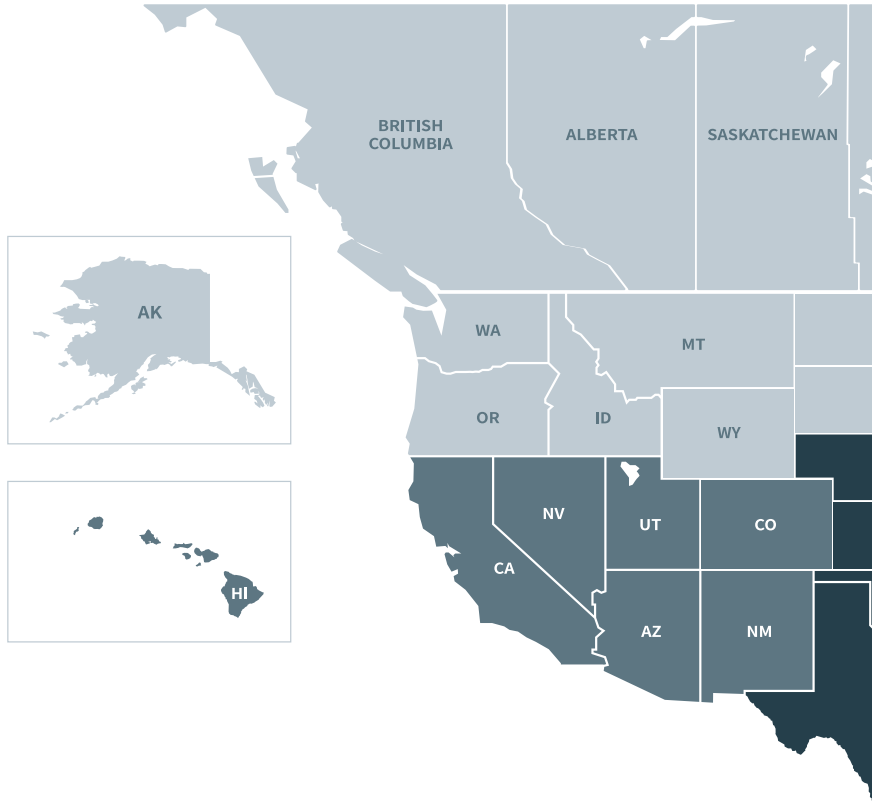 BRITISH
COLUMBIA
ALBERTA
SASKATCHEWAN
AK
WA
MT
OR
ID
WY
NV
UT
CO
CA
HI
AZ
NM